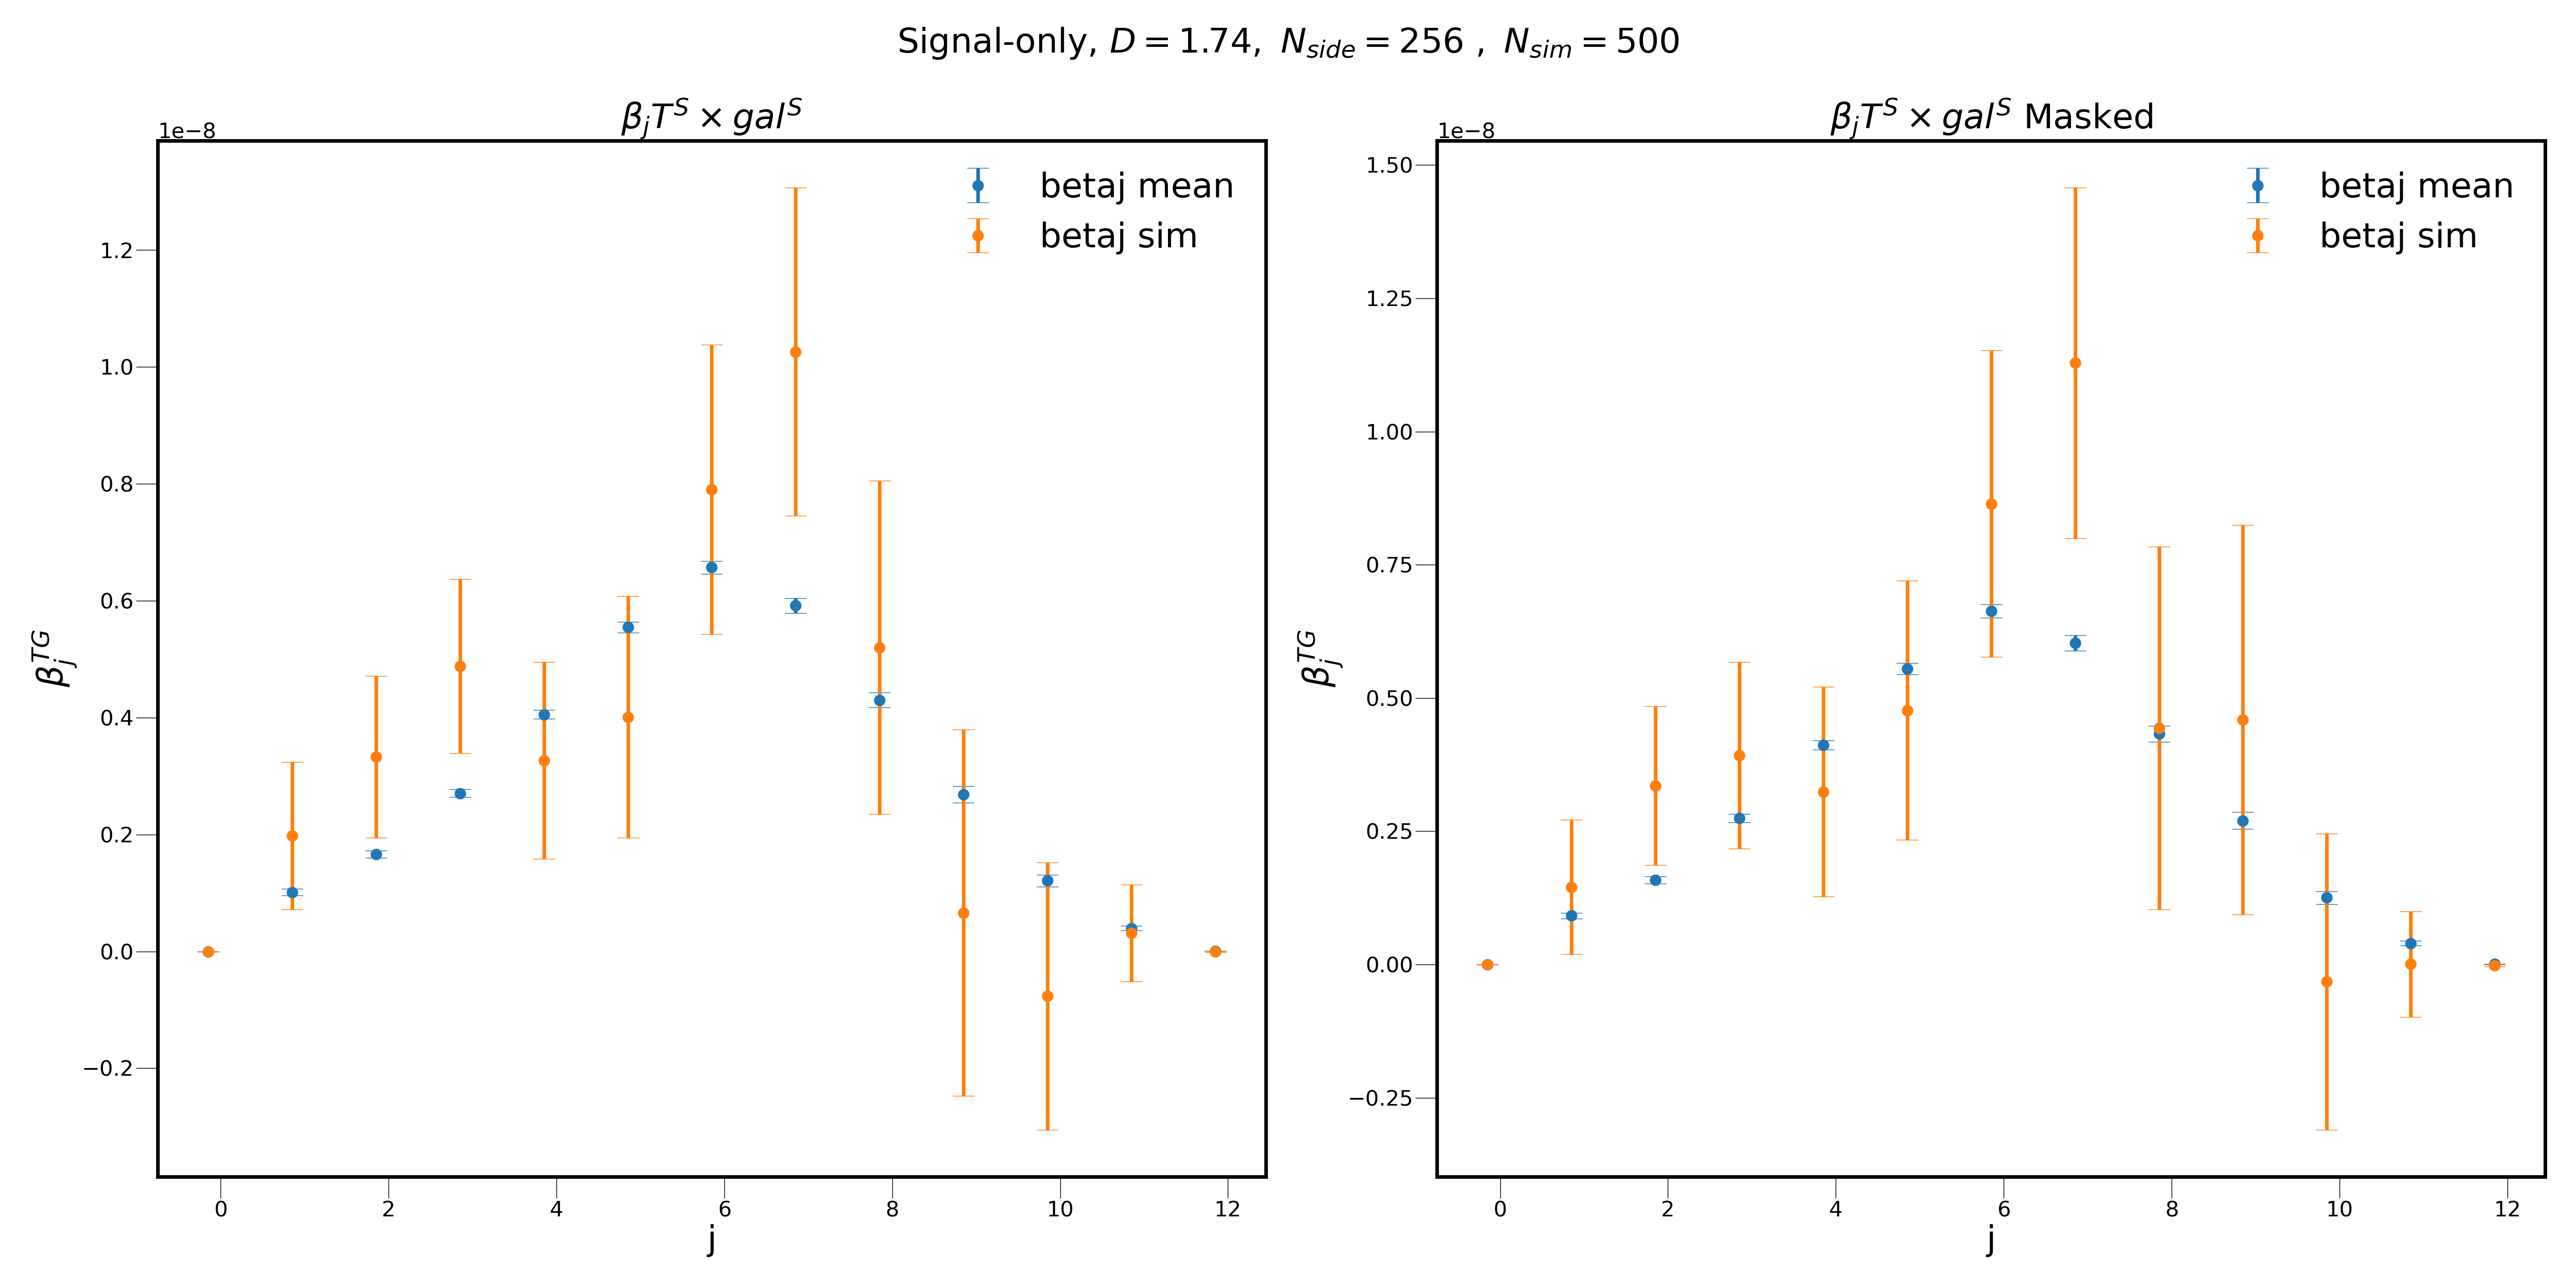 Signal-only, D = 1.74, N_side = 256 , N_sim = 500
β_j T^S × gal^S
1e−8
betaj mean
betaj sim
1.2
1.0
0.8
0.6
0.4
0.2
0.0
−0.2
β_j^TG
0 2 4 6 8 10 12
j
β_j T^S × gal^S Masked
1e−8
betaj mean
betaj sim
1.50
1.25
1.00
0.75
0.50
0.25
0.00
−0.25
β_j^TG
0 2 4 6 8 10 12
j